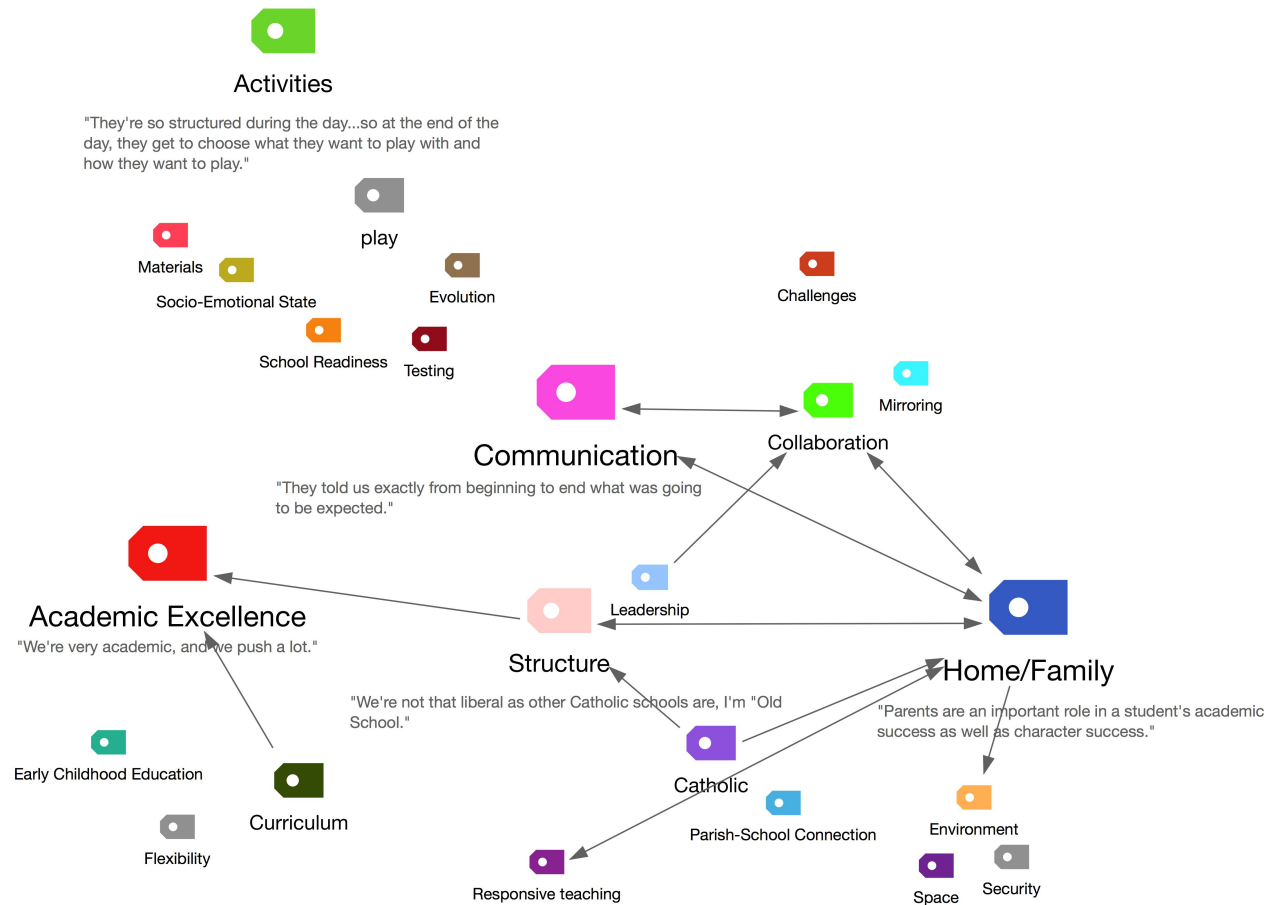 Activities
"They're so structured during the day...so at the end of the
day, they get to choose what they want to play with and
how they want to play."
play
Materials
Socio-Emotional State
Evolution
Challenges
School Readiness
Testing
Mirroring
Communication
Collaboration
"They told us exactly from beginning to end what was going
to be expected."
Leadership
Academic Excellence
"We're very academic, and we push a lot."
Structure
Home/Family
"We're not that liberal as other Catholic schools are, I'm "Old
School."
"Parents are an important role in a student's academic
success as well as character success."
Early Childhood Education
Catholic
Curriculum
Parish-School Connection
Environment
Flexibility
Responsive teaching
Space
Security